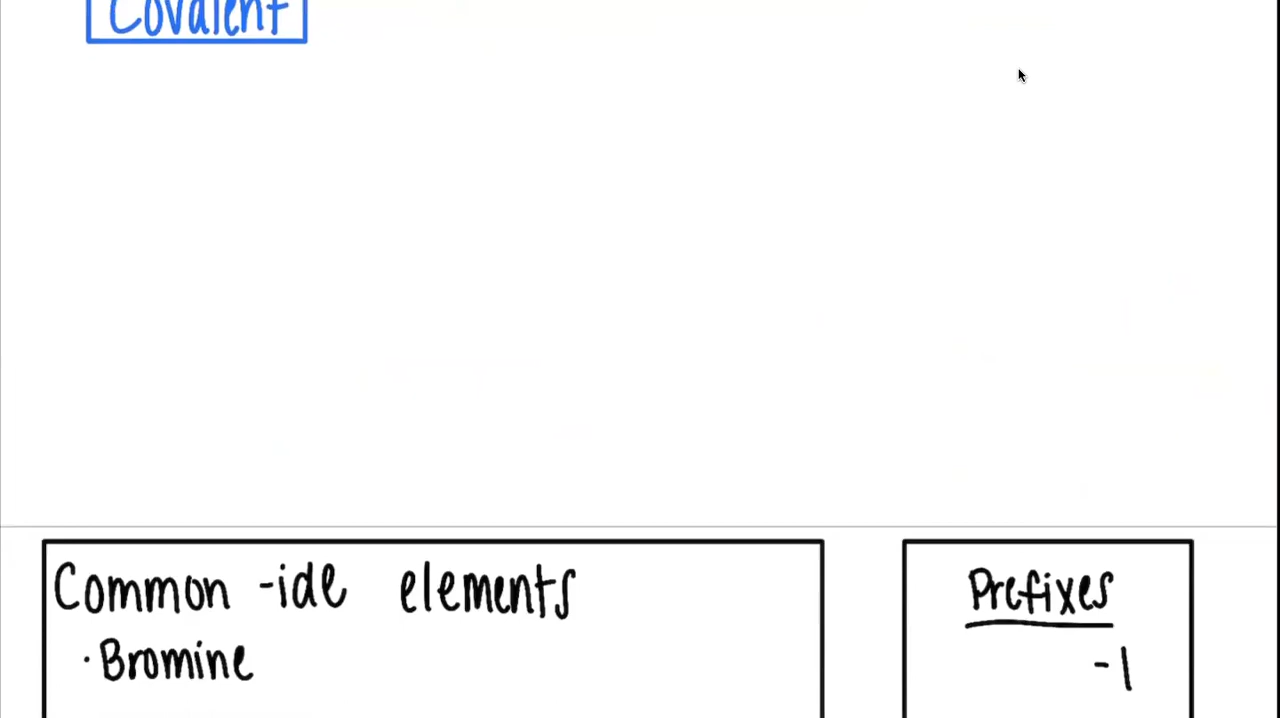 Covalent
Common -ide elements
· Bromine
Prefixes
-1